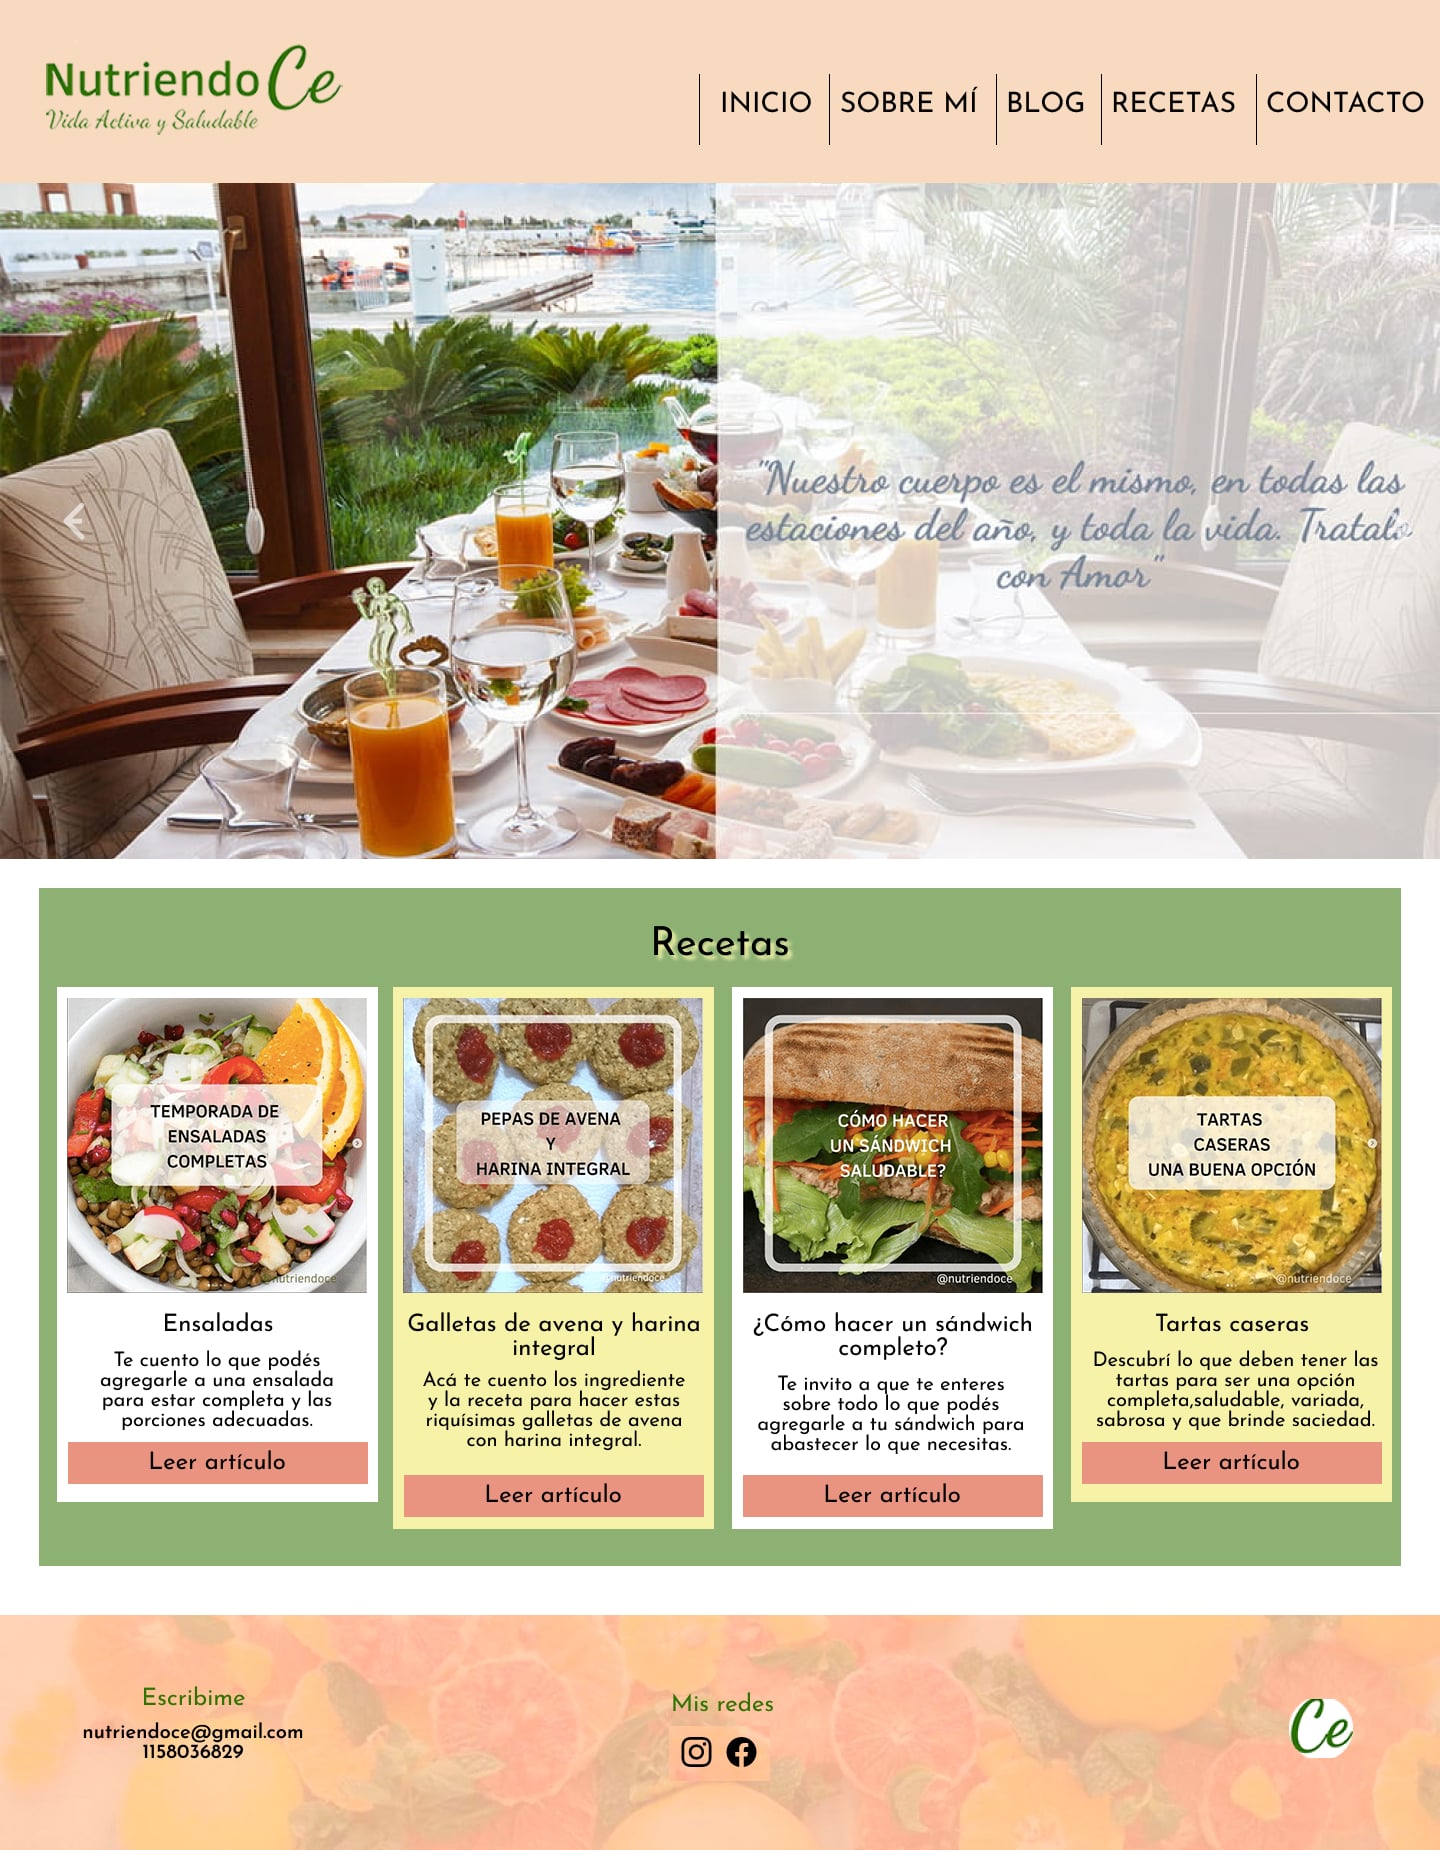 Nutriendo Ce
Vida Activa y Saludable
INICIO
SOBRE MÍ
BLOG
RECETAS
CONTACTO
"Nuestro cuerpo es el mismo, en todas las
estaciones del año, y toda la vida. Tratalo
con Amor"
Recetas
TEMPORADA DE
ENSALADAS
COMPLETAS
@nutriendoce
Ensaladas
Te cuento lo que podés
agregarle a una ensalada
para estar completa y las
porciones adecuadas.
Leer artículo
PEPAS DE AVENA
Y
HARINA INTEGRAL
@nutriendoce
Galletas de avena y harina
integral
Acá te cuento los ingrediente
y la receta para hacer estas
riquísimas galletas de avena
con harina integral.
Leer artículo
CÓMO HACER
UN SÁNDWICH
SALUDABLE?
@nutriendoce
¿Cómo hacer un sándwich
completo?
Te invito a que te enteres
sobre todo lo que podés
agregarle a tu sándwich para
abastecer lo que necesitas.
Leer artículo
TARTAS
CASERAS
UNA BUENA OPCIÓN
@nutriendoce
Tartas caseras
Descubrí lo que deben tener las
tartas para ser una opción
completa,saludable, variada,
sabrosa y que brinde saciedad.
Leer artículo
Escribime
nutriendoce@gmail.com
1158036829
Mis redes
Ce